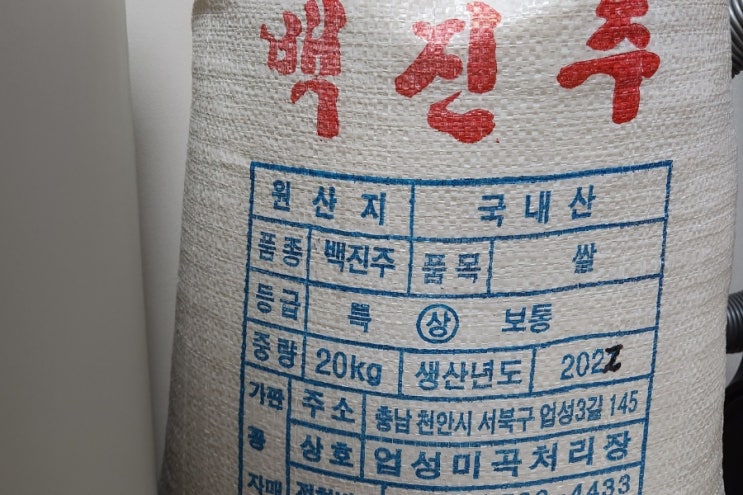 백진주
원산지 국내산
품종 백진주 품목 쌀
등급 특 상 보통
중량 20kg 생산년도 2022
주소 충남 천안시 서북구 업성3길 145
상호 업성미곡처리장
4433